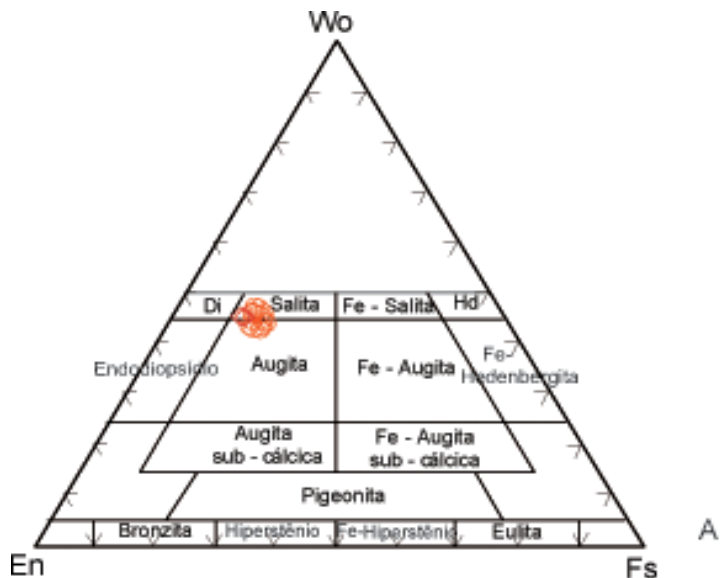 Wo
Di Salita Fe - Salita Hd
Endodiopsídio Augita Fe - Augita Fe-
Hedenbergita
Augita
sub - cálcica
Fe - Augita
sub - cálcica
Pigeonita
Bronzita Hiperstênio Fe-Hiperstênio Eulita
A
En Fs